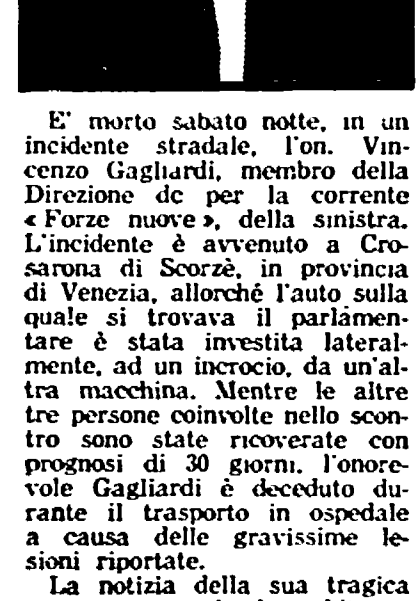 E' morto sabato notte, in un
incidente stradale, l'on. Vin-
cenzo Gagliardi, membro della
Direzione dc per la corrente
« Forze nuove », della sinistra.
L'incidente è avvenuto a Cro-
sarona di Scorzè, in provincia
di Venezia, allorché l'auto sulla
quale si trovava il parlamen-
tare è stata investita lateral-
mente, ad un incrocio, da un'al-
tra macchina. Mentre le altre
tre persone coinvolte nello scon-
tro sono state ricoverate con
prognosi di 30 giorni, l'onore-
vole Gagliardi è deceduto du-
rante il trasporto in ospedale
a causa delle gravissime le-
sioni riportate.
La notizia della sua tragica